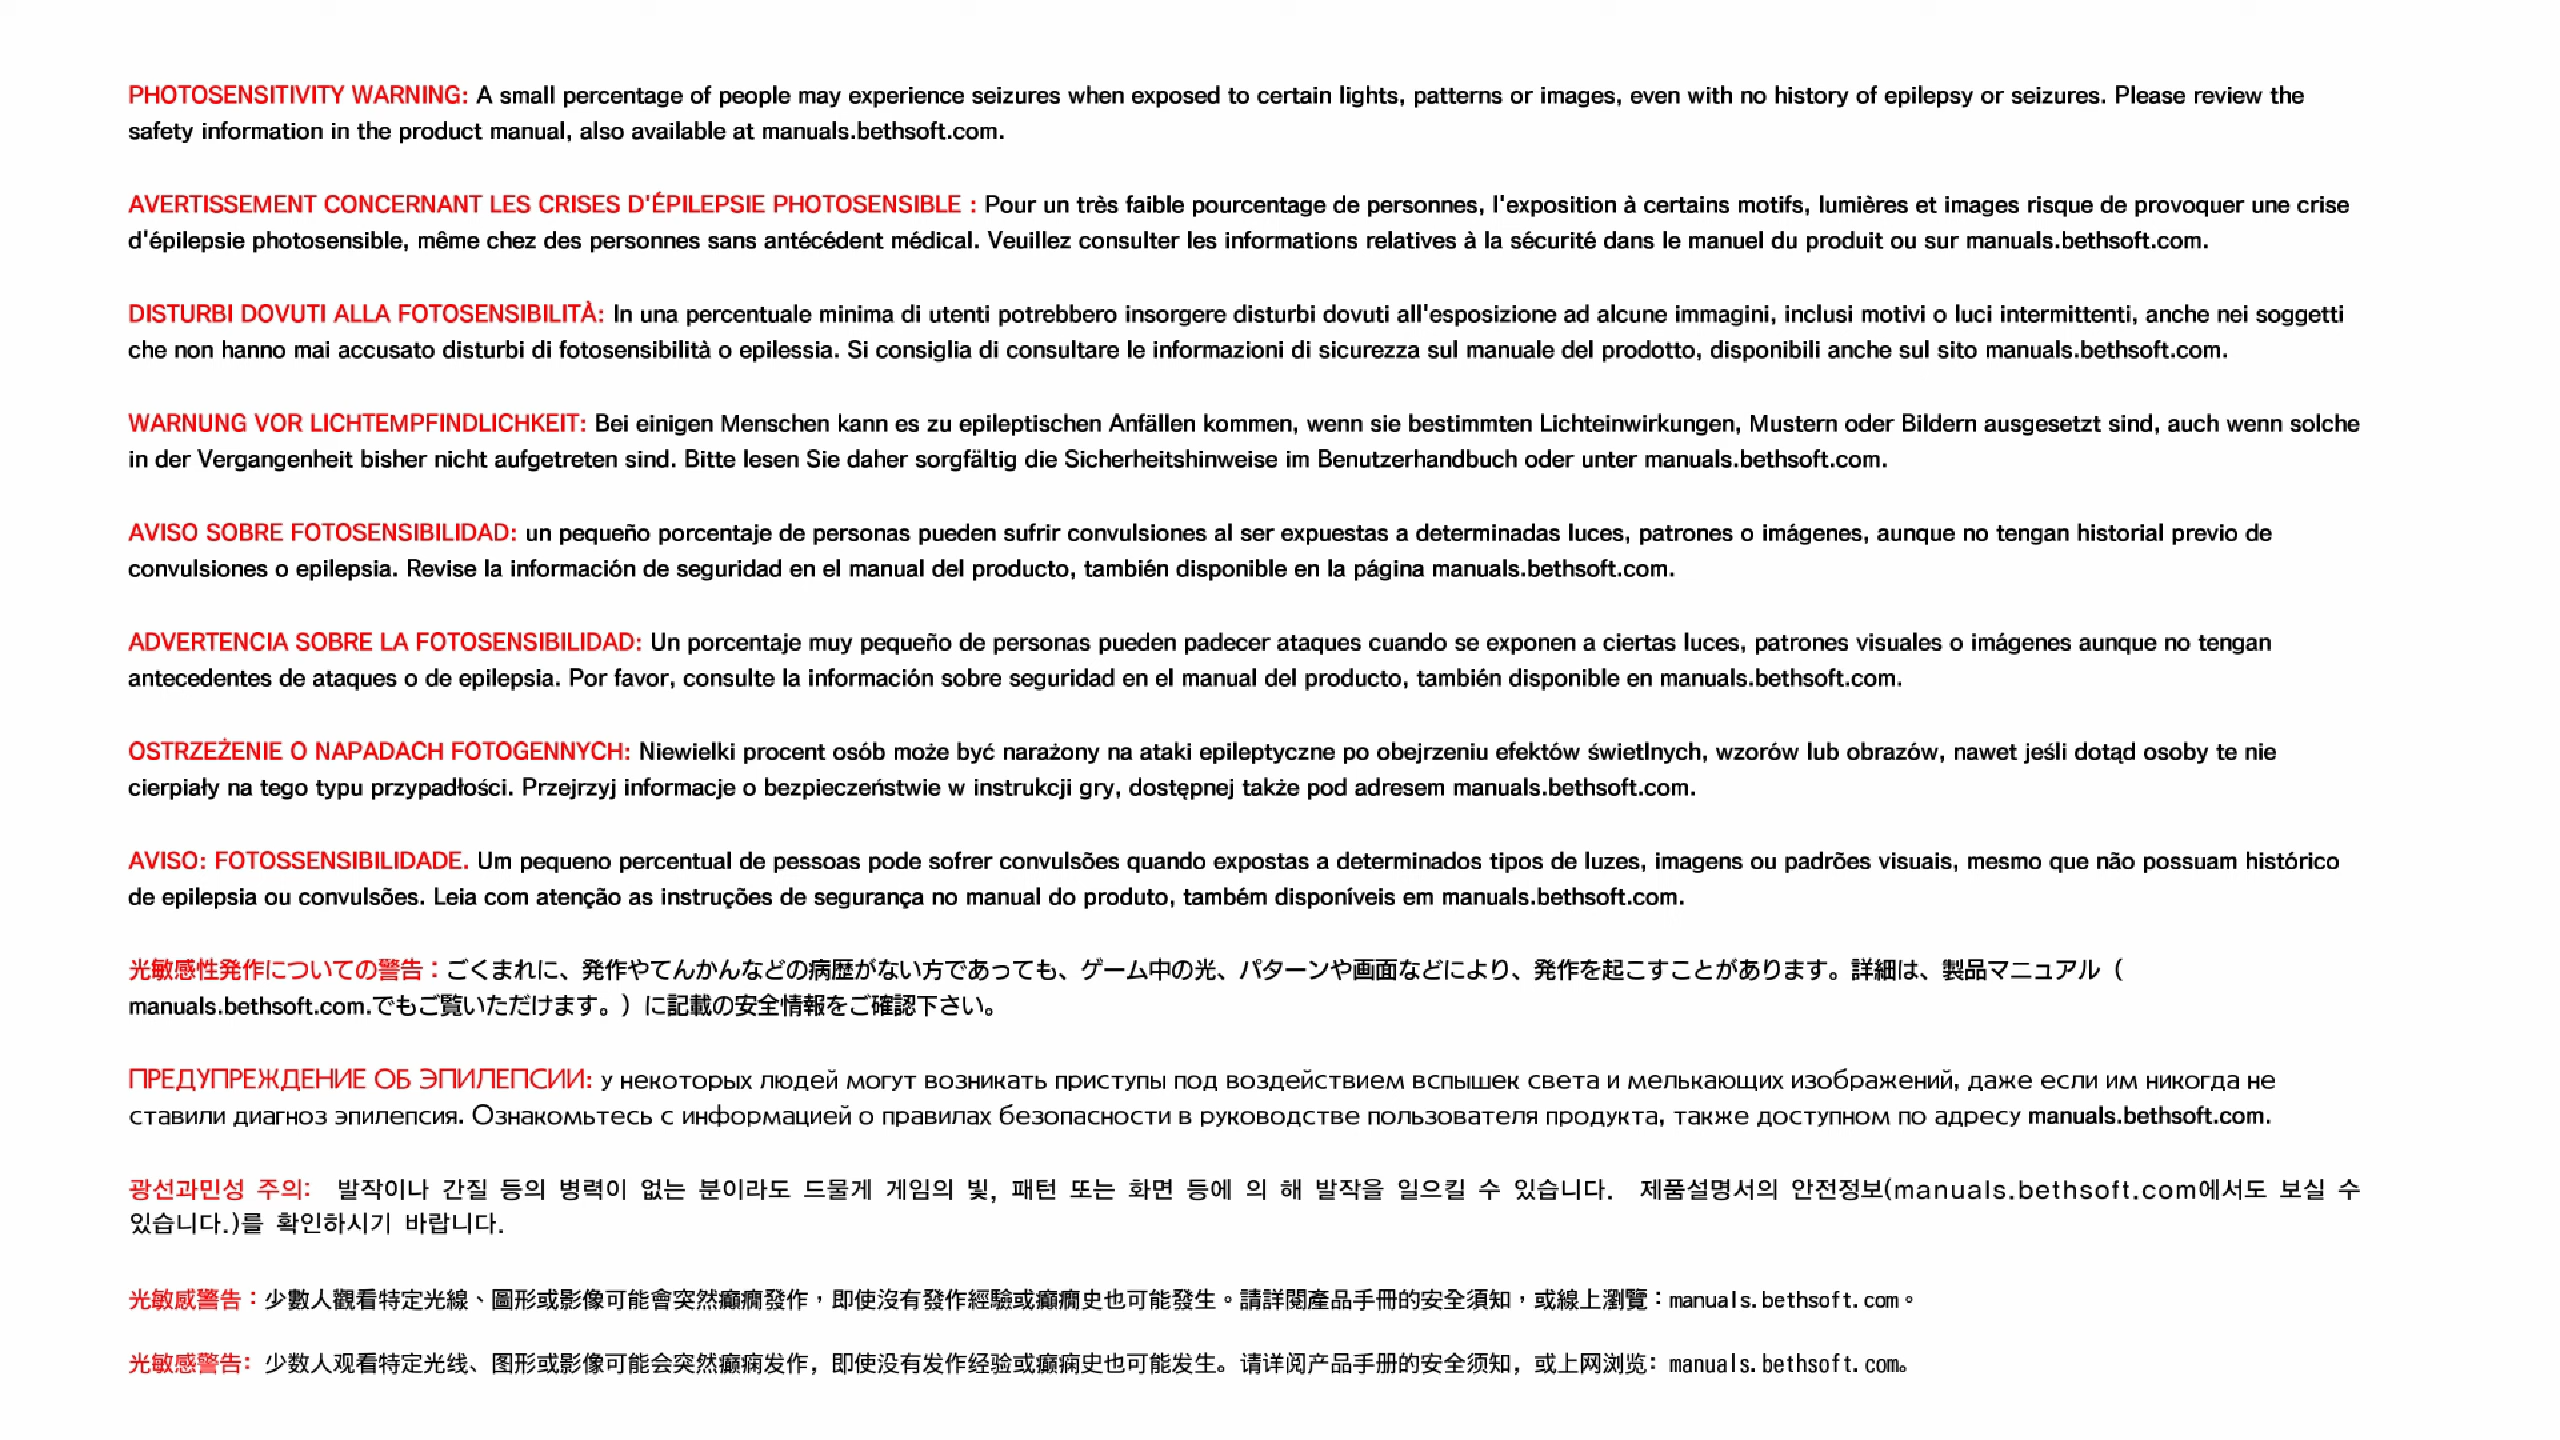 PHOTOSENSITIVITY WARNING: A small percentage of people may experience seizures when exposed to certain lights, patterns or images, even with no history of epilepsy or seizures. Please review the
safety information in the product manual, also available at manuals.bethsoft.com.
AVERTISSEMENT CONCERNANT LES CRISES D'ÉPILEPSIE PHOTOSENSIBLE : Pour un très faible pourcentage de personnes, l'exposition à certains motifs, lumières et images risque de provoquer une crise
d'épilepsie photosensible, même chez des personnes sans antécédent médical. Veuillez consulter les informations relatives à la sécurité dans le manuel du produit ou sur manuals.bethsoft.com.
DISTURBI DOVUTI ALLA FOTOSENSIBILITÀ: In una percentuale minima di utenti potrebbero insorgere disturbi dovuti all'esposizione ad alcune immagini, inclusi motivi o luci intermittenti, anche nei soggetti
che non hanno mai accusato disturbi di fotosensibilità o epilessia. Si consiglia di consultare le informazioni di sicurezza sul manuale del prodotto, disponibili anche sul sito manuals.bethsoft.com.
WARNUNG VOR LICHTEMPFINDLICHKEIT: Bei einigen Menschen kann es zu epileptischen Anfällen kommen, wenn sie bestimmten Lichteinwirkungen, Mustern oder Bildern ausgesetzt sind, auch wenn solche
in der Vergangenheit bisher nicht aufgetreten sind. Bitte lesen Sie daher sorgfältig die Sicherheitshinweise im Benutzerhandbuch oder unter manuals.bethsoft.com.
AVISO SOBRE FOTOSENSIBILIDAD: un pequeño porcentaje de personas pueden sufrir convulsiones al ser expuestas a determinadas luces, patrones o imágenes, aunque no tengan historial previo de
convulsiones o epilepsia. Revise la información de seguridad en el manual del producto, también disponible en la página manuals.bethsoft.com.
ADVERTENCIA SOBRE LA FOTOSENSIBILIDAD: Un porcentaje muy pequeño de personas pueden padecer ataques cuando se exponen a ciertas luces, patrones visuales o imágenes aunque no tengan
antecedentes de ataques o de epilepsia. Por favor, consulte la información sobre seguridad en el manual del producto, también disponible en manuals.bethsoft.com.
OSTRZEŻENIE O NAPADACH FOTOGENNYCH: Niewielki procent osób może być narażony na ataki epileptyczne po obejrzeniu efektów świetlnych, wzorów lub obrazów, nawet jeśli dotąd osoby te nie
cierpiały na tego typu przypadłości. Przejrzyj informacje o bezpieczeństwie w instrukcji gry, dostępnej także pod adresem manuals.bethsoft.com.
AVISO: FOTOSSENSIBILIDADE. Um pequeno percentual de pessoas pode sofrer convulsões quando expostas a determinados tipos de luzes, imagens ou padrões visuais, mesmo que não possuam histórico
de epilepsia ou convulsões. Leia com atenção as instruções de segurança no manual do produto, também disponíveis em manuals.bethsoft.com.
光敏感性発作についての警告：ごくまれに、発作やてんかんなどの病歴がない方であっても、ゲーム中の光、パターンや画面などにより、発作を起こすことがあります。詳細は、製品マニュアル（
manuals.bethsoft.com.でもご覧いただけます。）に記載の安全情報をご確認下さい。
ПРЕДУПРЕЖДЕНИЕ ОБ ЭПИЛЕПСИИ: у некоторых людей могут возникать приступы под воздействием вспышек света и мелькающих изображений, даже если им никогда не
ставили диагноз эпилепсия. Ознакомьтесь с информацией о правилах безопасности в руководстве пользователя продукта, также доступном по адресу manuals.bethsoft.com.
광선과민성 주의: 발작이나 간질 등의 병력이 없는 분이라도 드물게 게임의 빛, 패턴 또는 화면 등에 의 해 발작을 일으킬 수 있습니다. 제품설명서의 안전정보(manuals.bethsoft.com에서도 보실 수
있습니다.)를 확인하시기 바랍니다.
光敏感警告：少數人觀看特定光線、圖形或影像可能會突然癲癇發作，即使沒有發作經驗或癲癇史也可能發生。請詳閱產品手冊的安全須知，或線上瀏覽：manuals.bethsoft.com。
光敏感警告：少数人观看特定光线、图形或影像可能会突然癫痫发作，即使没有发作经验或癫痫史也可能发生。请详阅产品手册的安全须知，或上网浏览：manuals.bethsoft.com。